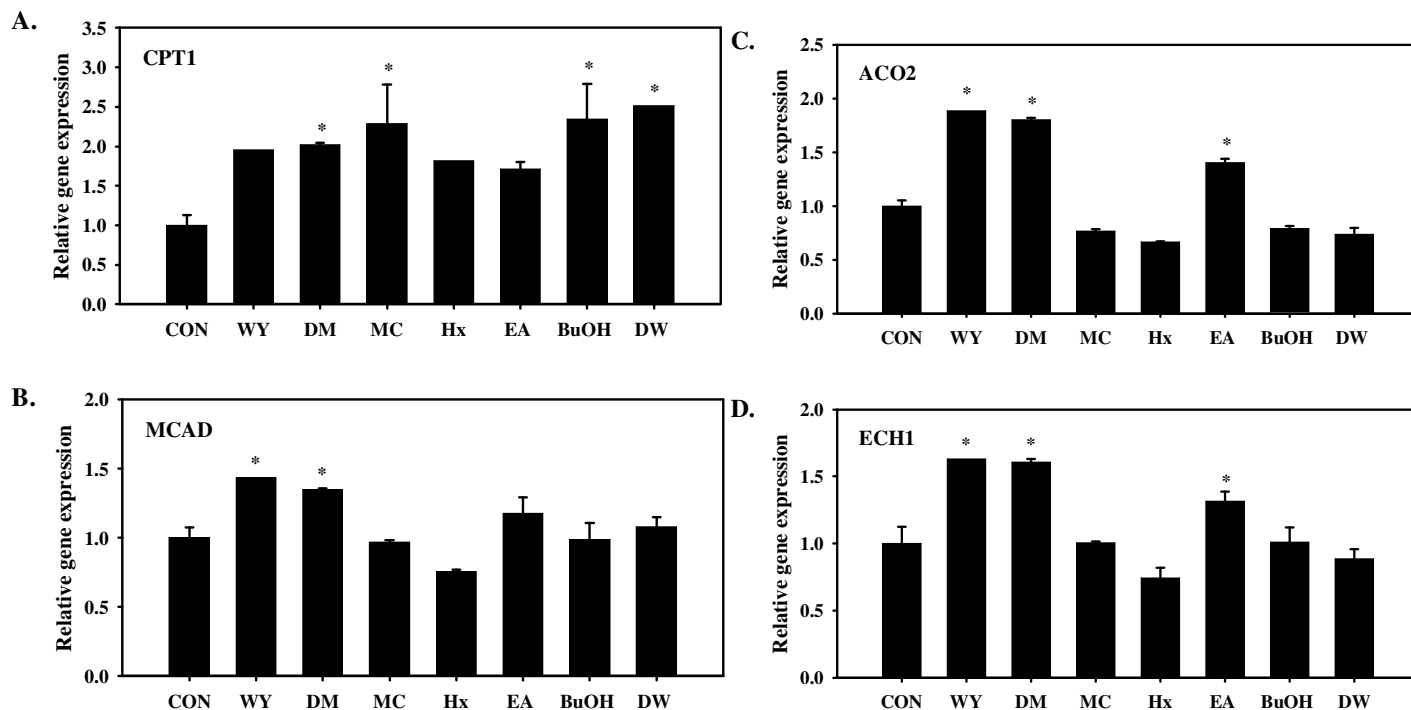 A.
CPT1
Relative gene expression
3.5
3.0
2.5
2.0
1.5
1.0
0.5
0.0
*
*
*
*
CON WY DM MC Hx EA BuOH DW
B.
MCAD
Relative gene expression
2.0
1.5
1.0
0.5
0.0
*
*
CON WY DM MC Hx EA BuOH DW
C.
ACO2
Relative gene expression
2.5
2.0
1.5
1.0
0.5
0.0
*
*
*
CON WY DM MC Hx EA BuOH DW
D.
ECH1
Relative gene expression
2.0
1.5
1.0
0.5
0.0
*
*
*
CON WY DM MC Hx EA BuOH DW